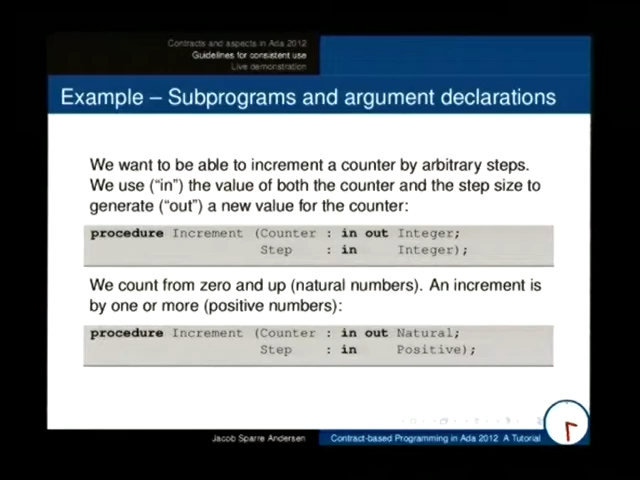 Contracts and aspects in Ada 2012
Guidelines for consistent use
Live demonstration
Example – Subprograms and argument declarations
We want to be able to increment a counter by arbitrary steps.
We use (“in”) the value of both the counter and the step size to
generate (“out”) a new value for the counter:
procedure Increment (Counter : in out Integer;
Step : in Integer);
We count from zero and up (natural numbers). An increment is
by one or more (positive numbers):
procedure Increment (Counter : in out Natural;
Step : in Positive);
Jacob Sparre Andersen
Contract-based Programming in Ada 2012 A Tutorial